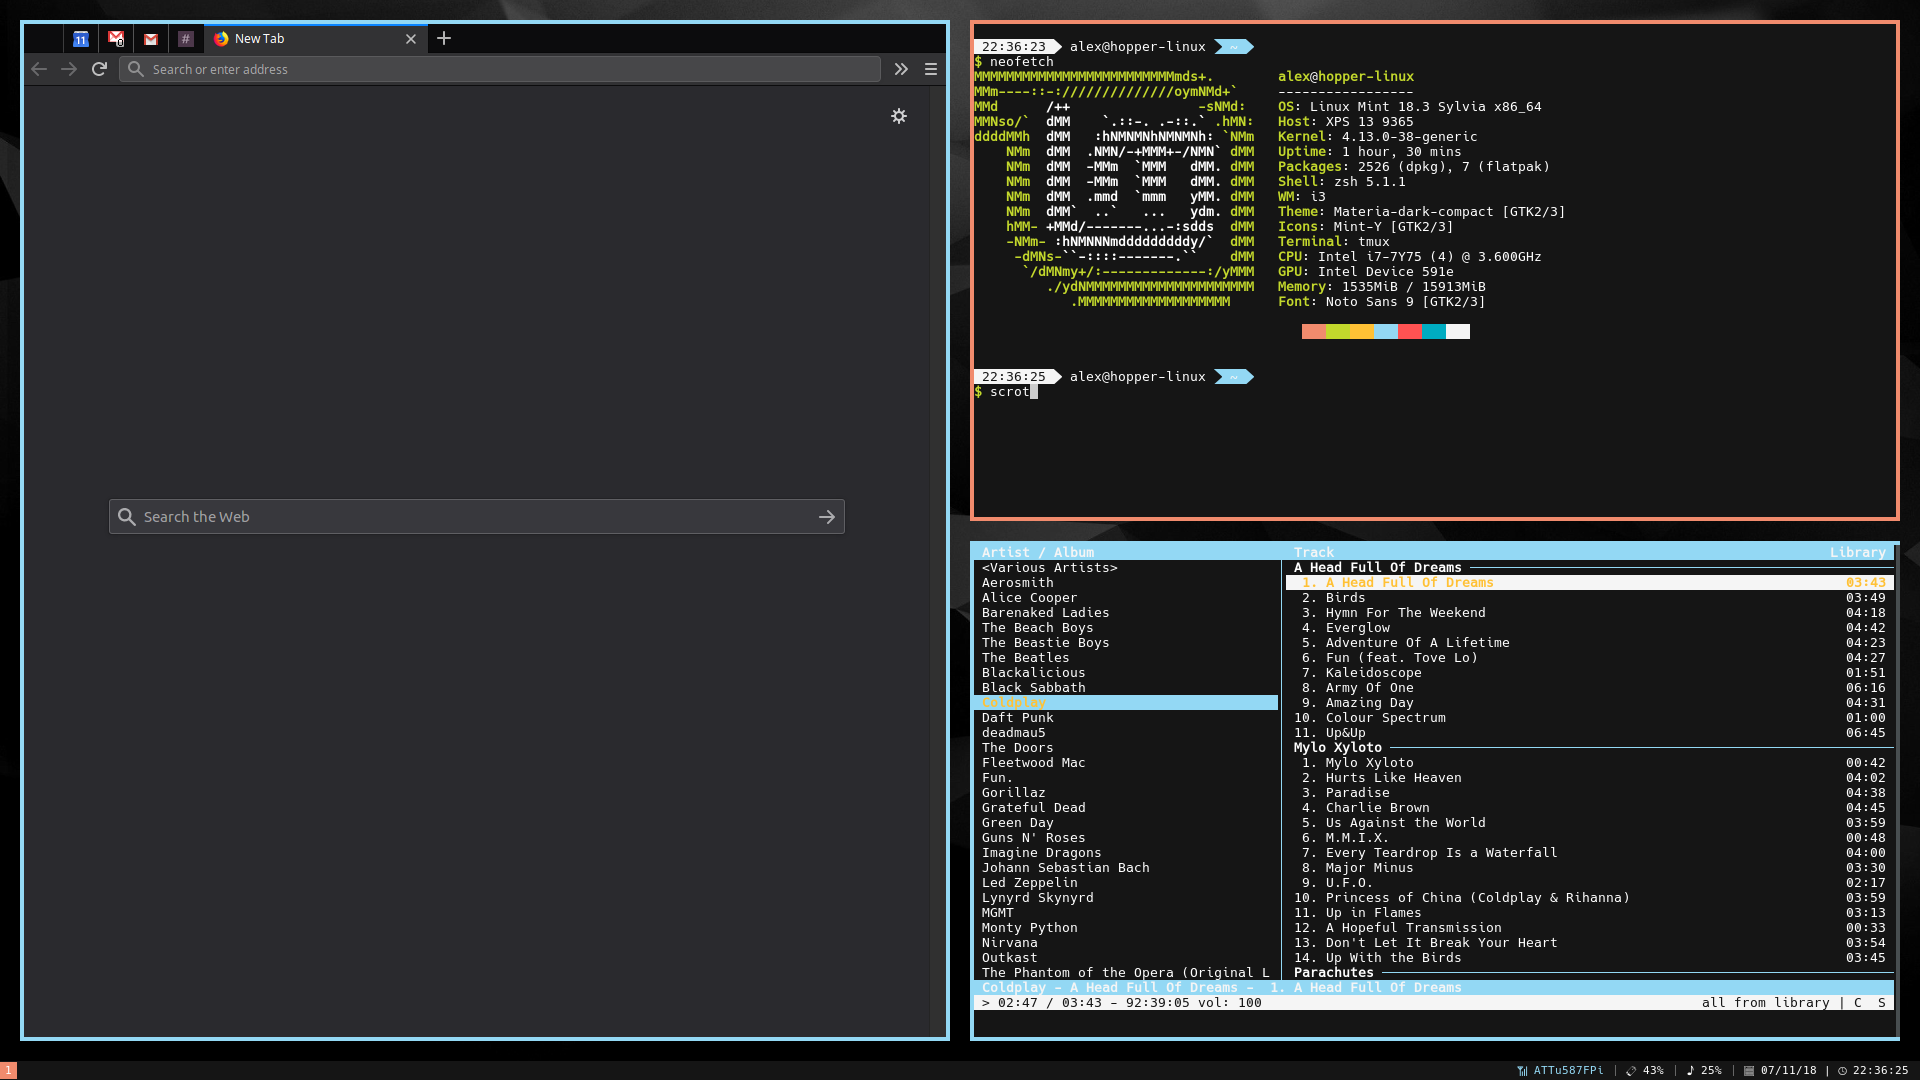 11
0
#
New Tab
Search or enter address
Search the Web
22:36:23 alex@hopper-linux ~
$ neofetch
MMMMMMMMMMMMMMMMMMMMMMMMMmds+.
MMm----::-://////////////oymNMd+`
MMd /++ -sNMd:
MMNso/` dMM `.::-. .-::.` .hMN:
ddddMMh dMM :hNMNMNhNMNMNh: `NMm
NMm dMM .NMN/-+MMM+-/NMN` dMM
NMm dMM -MMm `MMM dMM. dMM
NMm dMM -MMm `MMM dMM. dMM
NMm dMM .mmd `mmm yMM. dMM
NMm dMM` ..` ... ydm. dMM
hMM- +MMd/-------...-:sdds dMM
-NMm- :hNMNNNmdddddddddy/` dMM
-dMNs-``-::::-------.`` dMM
`/dMNmy+/:-------------:/yMMM
./ydNMMMMMMMMMMMMMMMMMMMMM
.MMMMMMMMMMMMMMMMMMM
alex@hopper-linux
-----------------
OS: Linux Mint 18.3 Sylvia x86_64
Host: XPS 13 9365
Kernel: 4.13.0-38-generic
Uptime: 1 hour, 30 mins
Packages: 2526 (dpkg), 7 (flatpak)
Shell: zsh 5.1.1
WM: i3
Theme: Materia-dark-compact [GTK2/3]
Icons: Mint-Y [GTK2/3]
Terminal: tmux
CPU: Intel i7-7Y75 (4) @ 3.600GHz
GPU: Intel Device 591e
Memory: 1535MiB / 15913MiB
Font: Noto Sans 9 [GTK2/3]
22:36:25 alex@hopper-linux ~
$ scrot
Artist / Album
<Various Artists>
Aerosmith
Alice Cooper
Barenaked Ladies
The Beach Boys
The Beastie Boys
The Beatles
Blackalicious
Black Sabbath
Coldplay
Daft Punk
deadmau5
The Doors
Fleetwood Mac
Fun.
Gorillaz
Grateful Dead
Green Day
Guns N' Roses
Imagine Dragons
Johann Sebastian Bach
Led Zeppelin
Lynyrd Skynyrd
MGMT
Monty Python
Nirvana
Outkast
The Phantom of the Opera (Original L
Track Library
A Head Full Of Dreams
1. A Head Full Of Dreams 03:43
2. Birds 03:49
3. Hymn For The Weekend 04:18
4. Everglow 04:42
5. Adventure Of A Lifetime 04:23
6. Fun (feat. Tove Lo) 04:27
7. Kaleidoscope 01:51
8. Army Of One 06:16
9. Amazing Day 04:31
10. Colour Spectrum 01:00
11. Up&Up 06:45
Mylo Xyloto
1. Mylo Xyloto 00:42
2. Hurts Like Heaven 04:02
3. Paradise 04:38
4. Charlie Brown 04:45
5. Us Against the World 03:59
6. M.M.I.X. 00:48
7. Every Teardrop Is a Waterfall 04:00
8. Major Minus 03:30
9. U.F.O. 02:17
10. Princess of China (Coldplay & Rihanna) 03:59
11. Up in Flames 03:13
12. A Hopeful Transmission 00:33
13. Don't Let It Break Your Heart 03:54
14. Up With the Birds 03:45
Parachutes
Coldplay - A Head Full Of Dreams - 1. A Head Full Of Dreams
> 02:47 / 03:43 - 92:39:05 vol: 100 all from library | C S
1 ATTu587FPi | 43% | 25% | 07/11/18 | 22:36:25